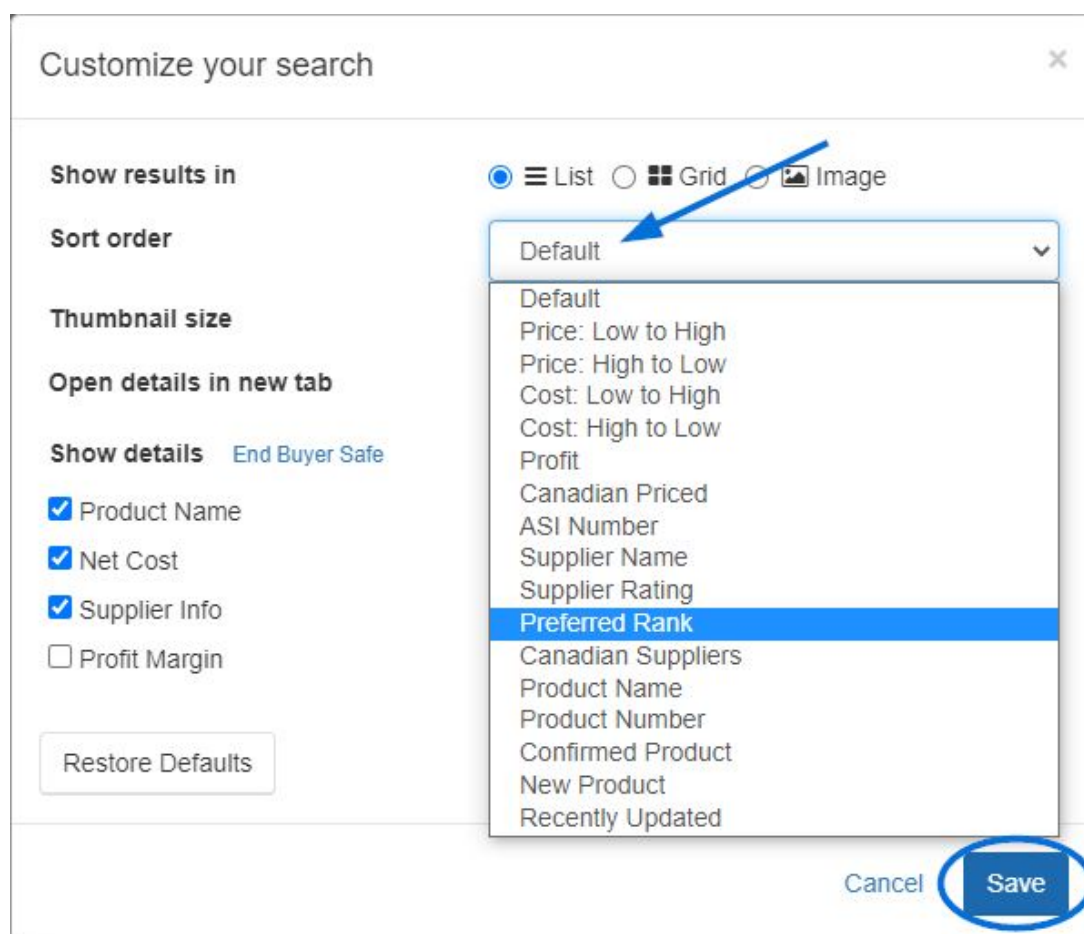 Customize your search ×
Show results in List Grid Image
Sort order Default
Default
Price: Low to High
Price: High to Low
Cost: Low to High
Cost: High to Low
Profit
Canadian Priced
ASI Number
Supplier Name
Supplier Rating
Preferred Rank
Canadian Suppliers
Product Name
Product Number
Confirmed Product
New Product
Recently Updated
Thumbnail size
Open details in new tab
Show details End Buyer Safe
Product Name
Net Cost
Supplier Info
Profit Margin
Restore Defaults
Cancel Save